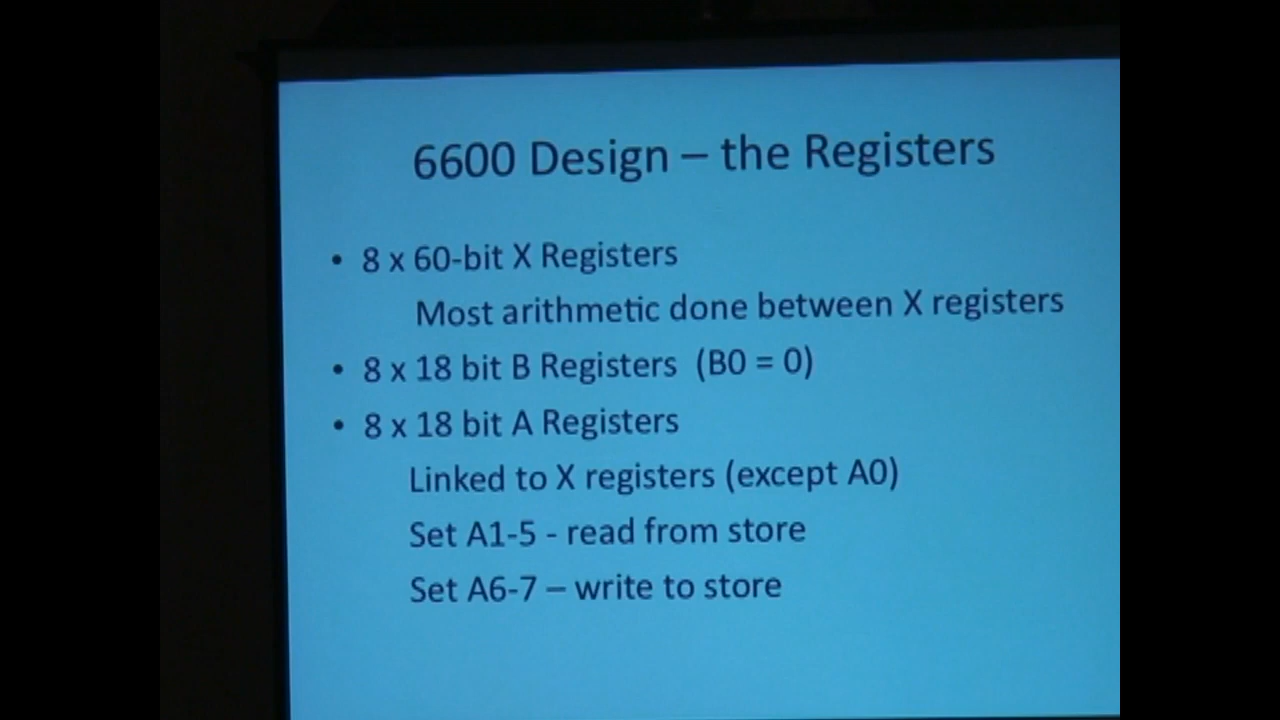 6600 Design – the Registers
• 8 x 60-bit X Registers
Most arithmetic done between X registers
• 8 x 18 bit B Registers (B0 = 0)
• 8 x 18 bit A Registers
Linked to X registers (except A0)
Set A1-5 - read from store
Set A6-7 – write to store